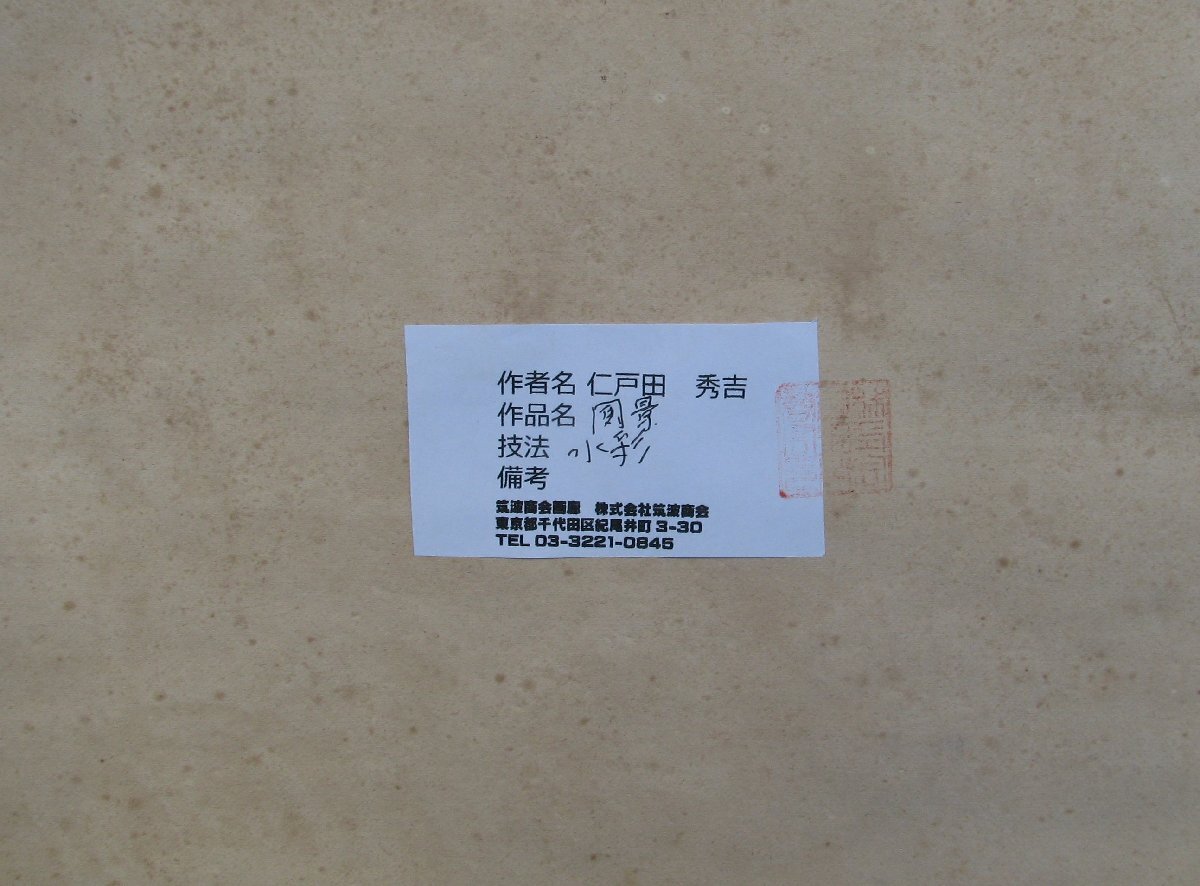 作者名 仁戸田　秀吉
作品名 風景
技法 水彩
備考
筑波商会画廊　株式会社筑波商会
東京都千代田区紀尾井町 3-30
TEL 03-3221-0845